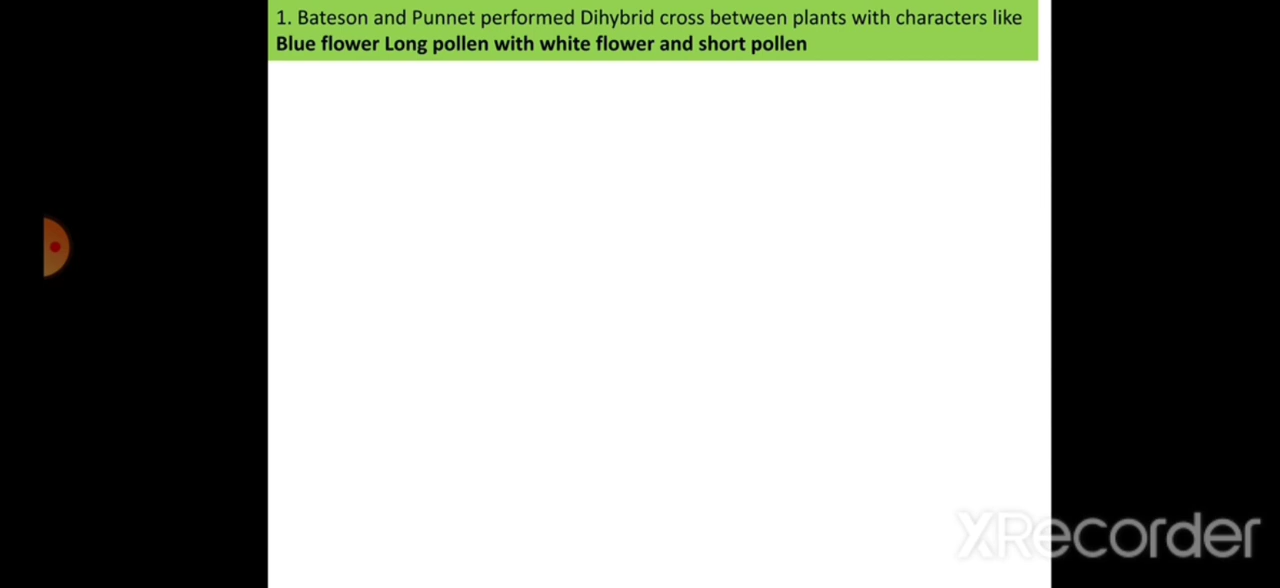 1. Bateson and Punnet performed Dihybrid cross between plants with characters like
Blue flower Long pollen with white flower and short pollen
XRecorder